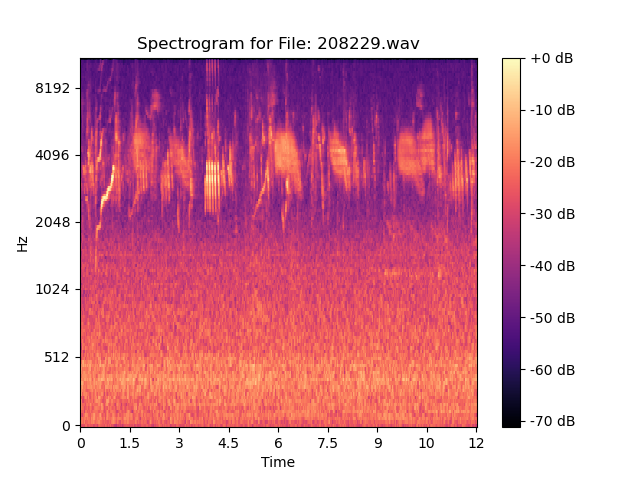 Spectrogram for File: 208229.wav
Hz
8192
4096
2048
1024
512
0
0 1.5 3 4.5 6 7.5 9 10 12
Time
+0 dB
-10 dB
-20 dB
-30 dB
-40 dB
-50 dB
-60 dB
-70 dB